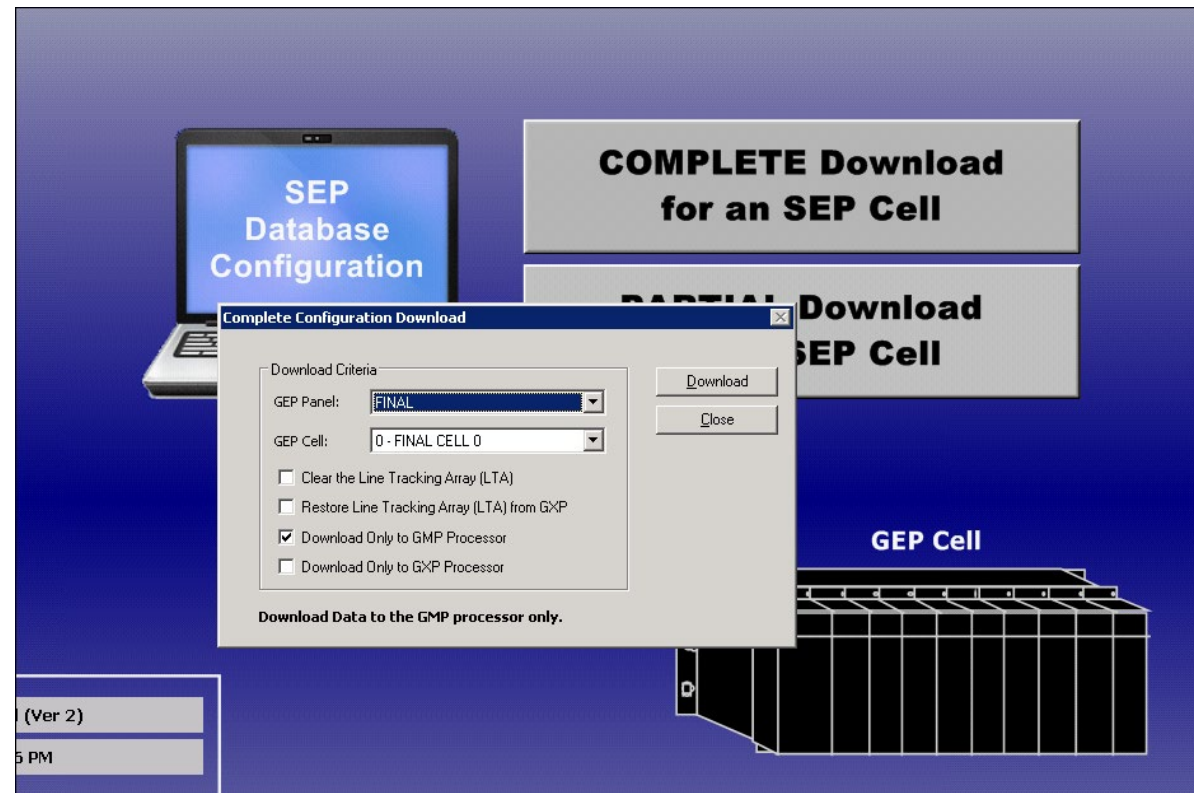 SEP
Database
Configuration
COMPLETE Download
for an SEP Cell
PARTIAL Download
SEP Cell
Complete Configuration Download
Download Criteria
GEP Panel: FINAL
GEP Cell: 0 - FINAL CELL 0
Clear the Line Tracking Array (LTA)
Restore Line Tracking Array (LTA) from GXP
Download Only to GMP Processor
Download Only to GXP Processor
Download Data to the GMP processor only.
Download
Close
GEP Cell
(Ver 2)
PM